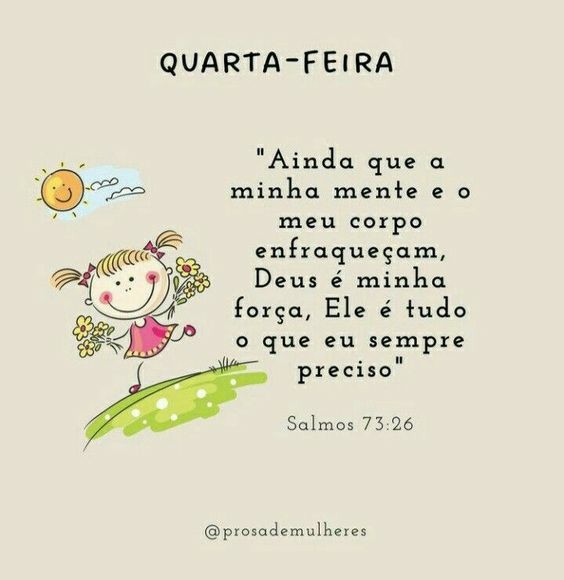 QUARTA-FEIRA
"Ainda que a
minha mente e o
meu corpo
enfraqueçam,
Deus é minha
força, Ele é tudo
o que eu sempre
preciso"
Salmos 73:26
@prosademulheres